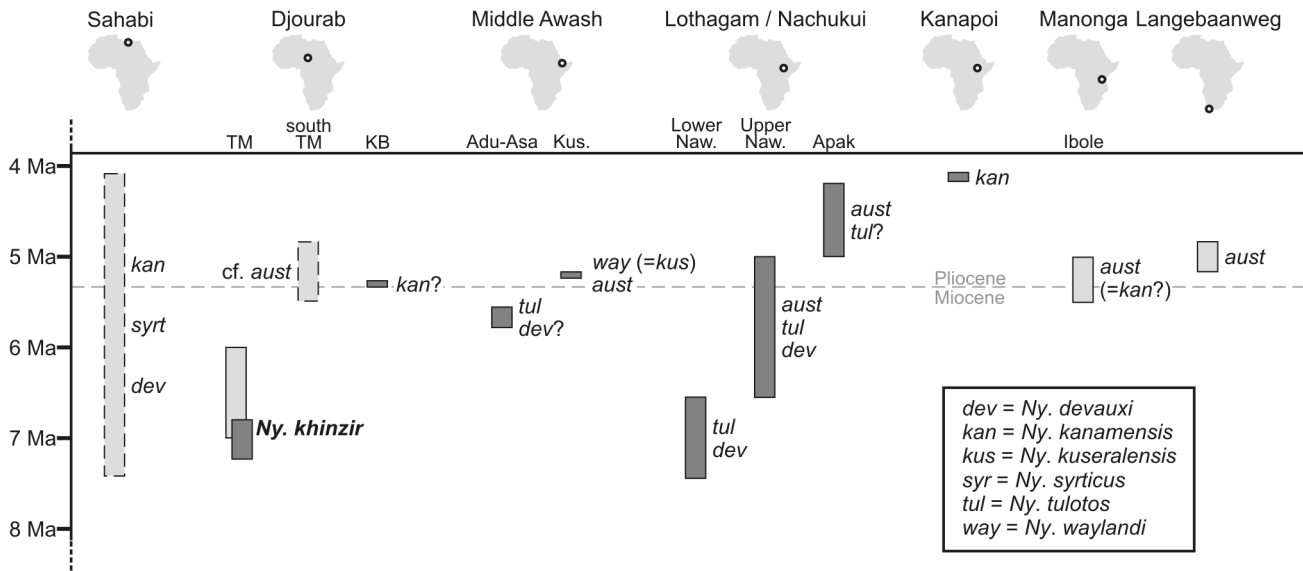 Sahabi
Djourab
Middle Awash
Lothagam / Nachukui
Kanapoi
Manonga
Langebaanweg
TM
south
TM
KB
Adu-Asa
Kus.
Lower
Naw.
Upper
Naw.
Apak
Ibole
4 Ma
5 Ma
6 Ma
7 Ma
8 Ma
kan
syrt
dev
cf. aust
Ny. khinzir
kan?
tul
dev?
way (=kus)
aust
tul
dev
aust
tul
dev
aust
tul?
kan
Pliocene
Miocene
aust
(=kan?)
aust
dev = Ny. devauxi
kan = Ny. kanamensis
kus = Ny. kuseralensis
syr = Ny. syrticus
tul = Ny. tulotos
way = Ny. waylandi